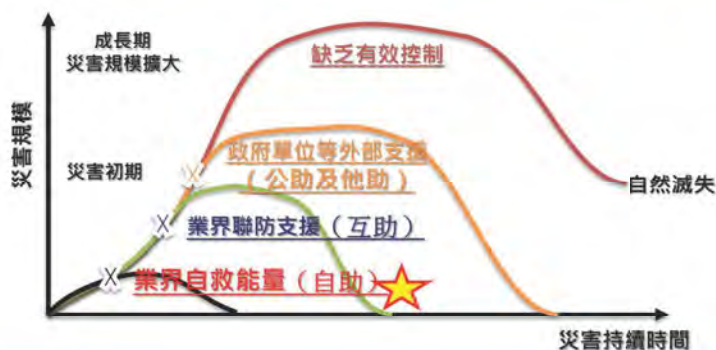 成長期
災害規模擴大
缺乏有效控制
災害規模
災害初期
政府單位等外部支援
(公助及他助)
自然滅失
X
X
X
業界聯防支援(互助)
業界自救能量(自助)
災害持續時間